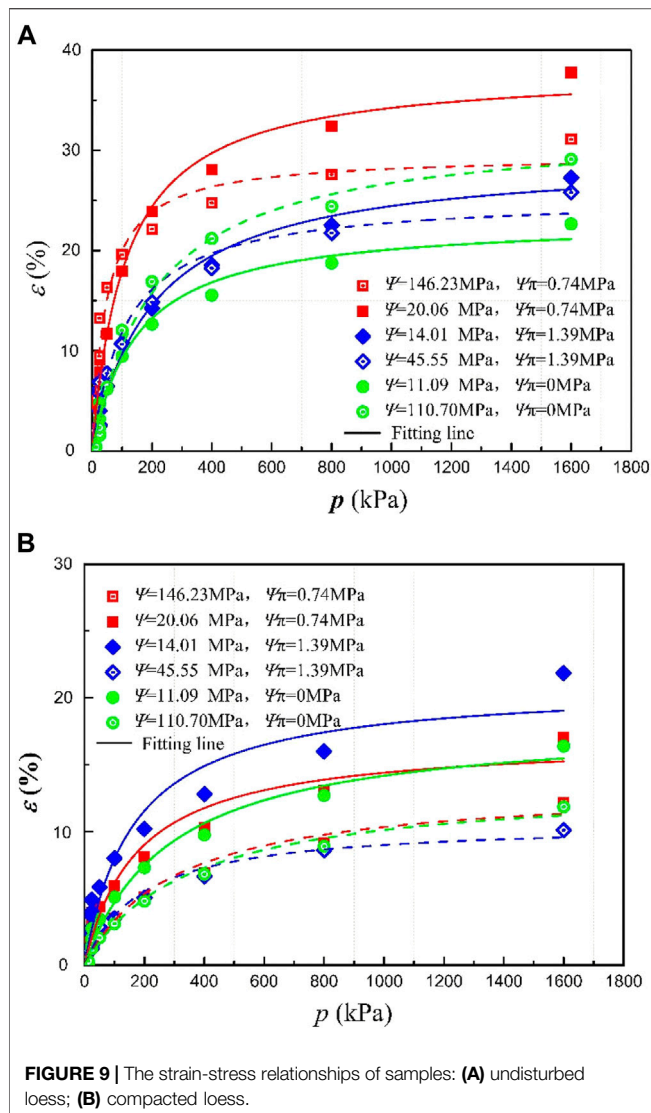 A
40
30
20
10
0
ε (%)
Ψ=146.23MPa， Ψπ=0.74MPa
Ψ=20.06 MPa， Ψπ=0.74MPa
Ψ=14.01 MPa， Ψπ=1.39MPa
Ψ=45.55 MPa， Ψπ=1.39MPa
Ψ=11.09 MPa， Ψπ=0MPa
Ψ=110.70MPa， Ψπ=0MPa
Fitting line
0 200 400 600 800 1000 1200 1400 1600 1800
p (kPa)
B
30
20
10
0
ε (%)
Ψ=146.23MPa， Ψπ=0.74MPa
Ψ=20.06 MPa， Ψπ=0.74MPa
Ψ=14.01 MPa， Ψπ=1.39MPa
Ψ=45.55 MPa， Ψπ=1.39MPa
Ψ=11.09 MPa， Ψπ=0MPa
Ψ=110.70MPa， Ψπ=0MPa
Fitting line
0 200 400 600 800 1000 1200 1400 1600 1800
p (kPa)
FIGURE 9 | The strain-stress relationships of samples: (A) undisturbed
loess; (B) compacted loess.